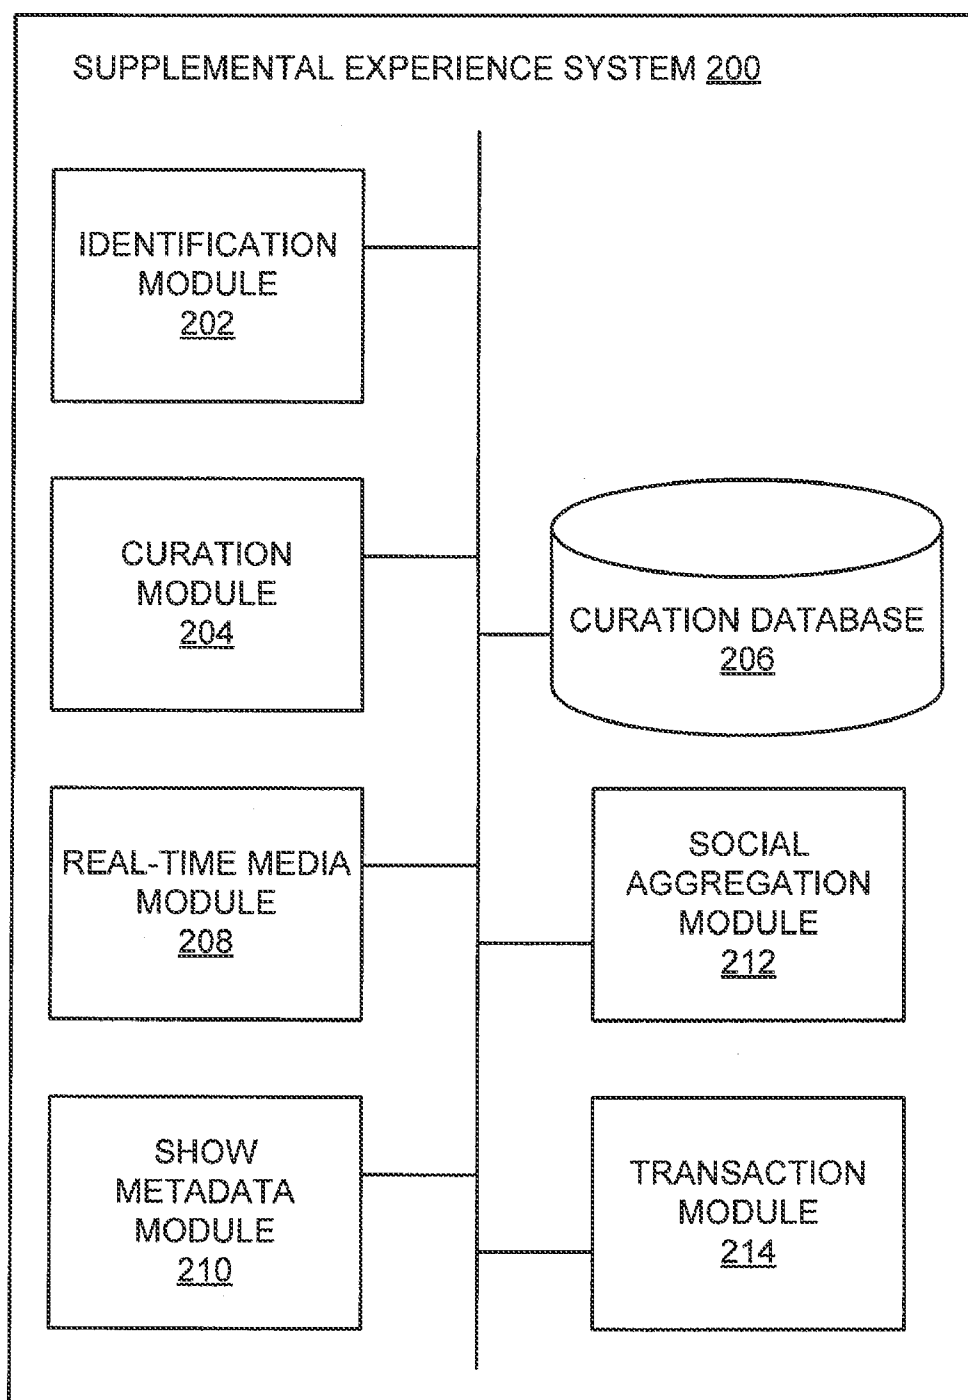 SUPPLEMENTAL EXPERIENCE SYSTEM 200
IDENTIFICATION
MODULE
202
CURATION
MODULE
204
CURATION DATABASE
206
REAL-TIME MEDIA
MODULE
208
SOCIAL
AGGREGATION
MODULE
212
SHOW
METADATA
MODULE
210
TRANSACTION
MODULE
214